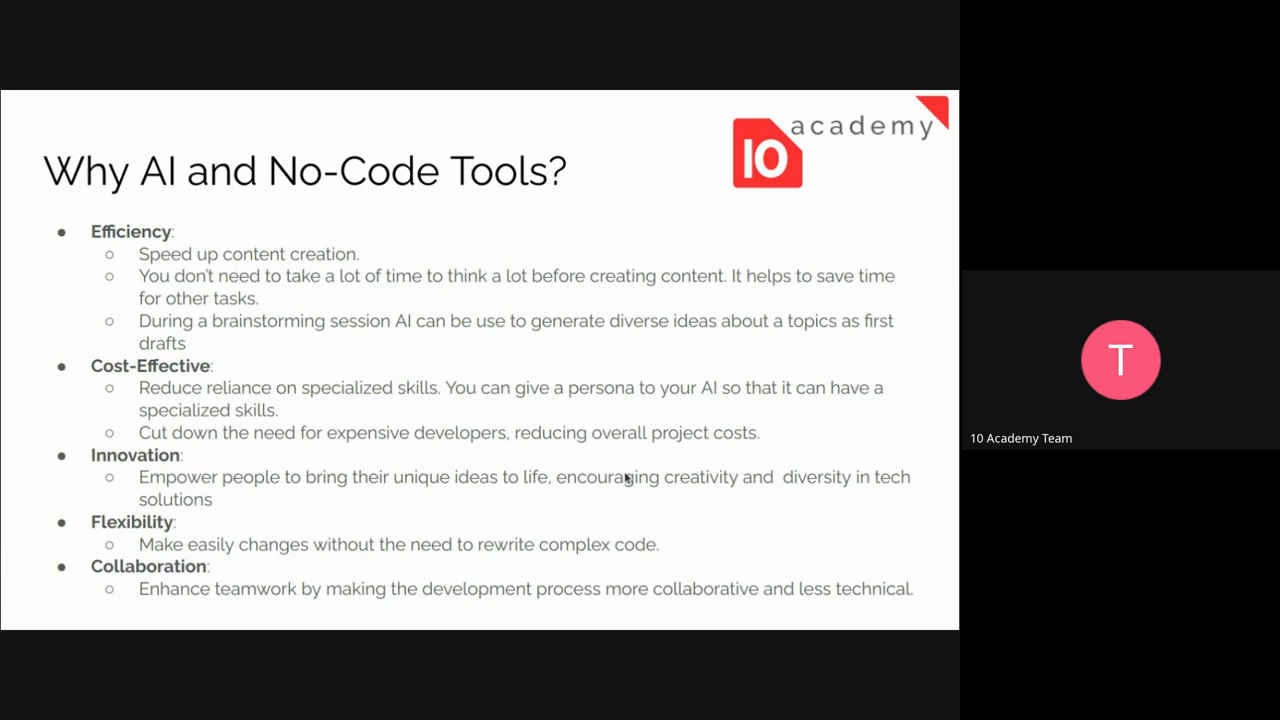 10 academy
Why AI and No-Code Tools?
● Efficiency:
○ Speed up content creation.
○ You don't need to take a lot of time to think a lot before creating content. It helps to save time
for other tasks.
○ During a brainstorming session AI can be use to generate diverse ideas about a topics as first
drafts
● Cost-Effective:
○ Reduce reliance on specialized skills. You can give a persona to your AI so that it can have a
specialized skills.
○ Cut down the need for expensive developers, reducing overall project costs.
● Innovation:
○ Empower people to bring their unique ideas to life, encouraging creativity and  diversity in tech
solutions
● Flexibility:
○ Make easily changes without the need to rewrite complex code.
● Collaboration:
○ Enhance teamwork by making the development process more collaborative and less technical.
T
10 Academy Team